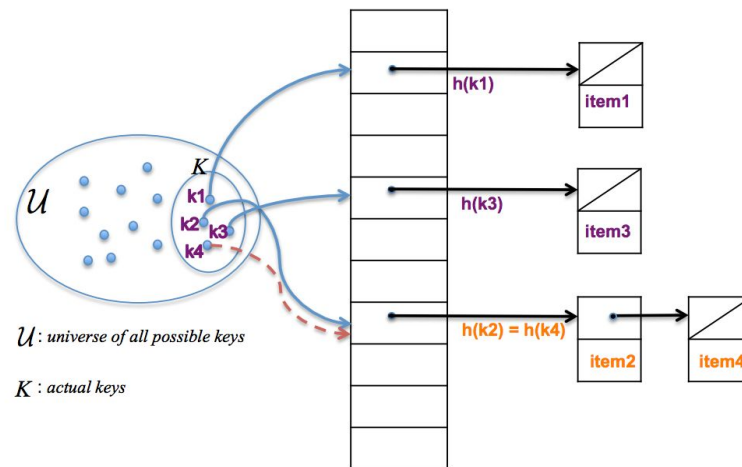 h(k1)
item1
K
k1
U
k2
k3
h(k3)
item3
k4
h(k2) = h(k4)
U : universe of all possible keys
item2
item4
K : actual keys